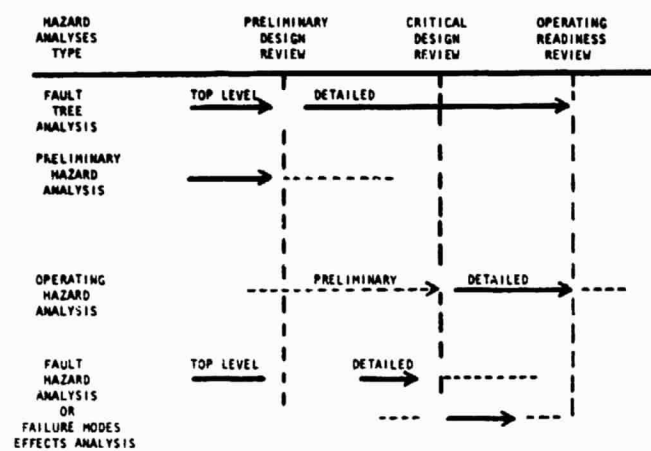 HAZARD ANALYSES TYPE
PRELIMINARY DESIGN REVIEW
CRITICAL DESIGN REVIEW
OPERATING READINESS REVIEW
FAULT TREE ANALYSIS
TOP LEVEL
DETAILED
PRELIMINARY HAZARD ANALYSIS
OPERATING HAZARD ANALYSIS
PRELIMINARY
DETAILED
FAULT HAZARD ANALYSIS OR FAILURE MODES EFFECTS ANALYSIS
TOP LEVEL
DETAILED